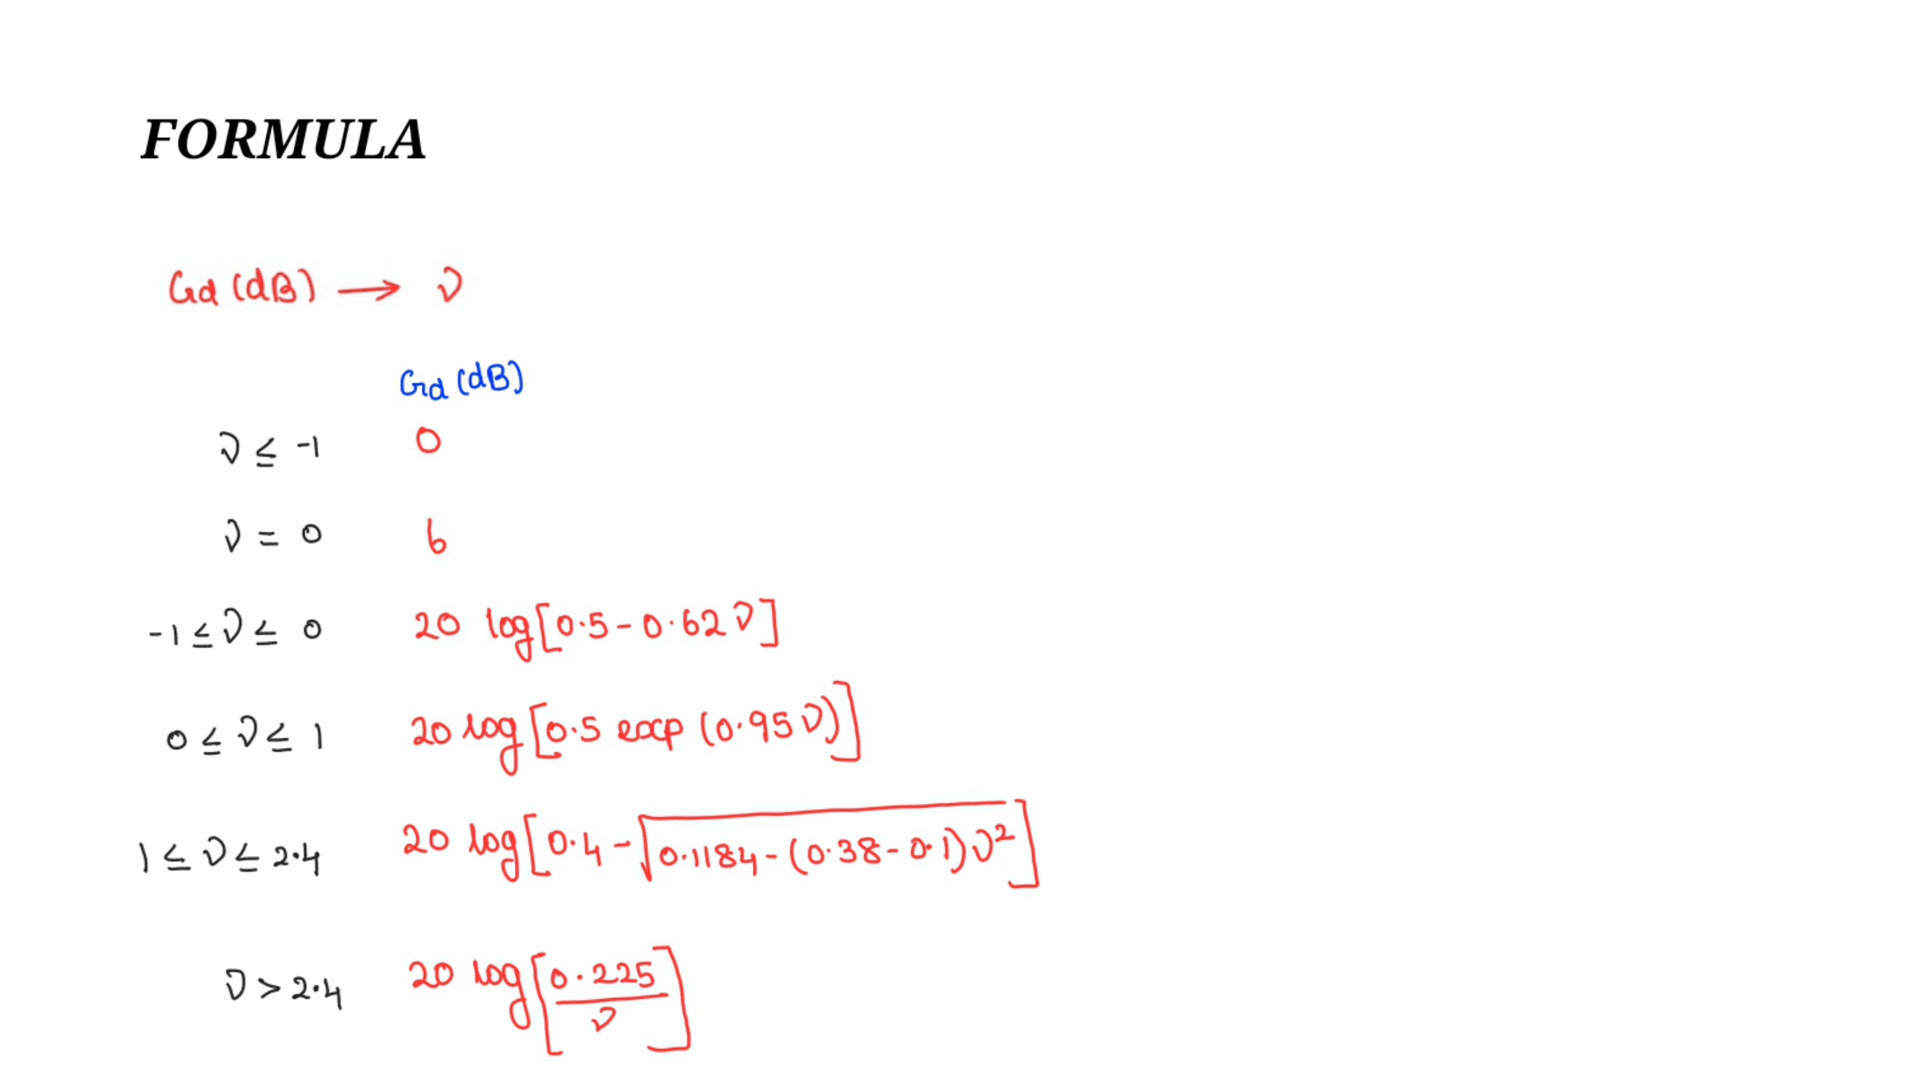 FORMULA
Gd (dB) → ν
Gd (dB)
ν ≤ -1 0
ν = 0 6
-1 ≤ ν ≤ 0 20 log[0.5 - 0.62 ν]
0 ≤ ν ≤ 1 20 log[0.5 exp (0.95 ν)]
1 ≤ ν ≤ 2.4 20 log[0.4 - √(0.1184 - (0.38 - 0.1)ν²)]
ν > 2.4 20 log[0.225/ν]